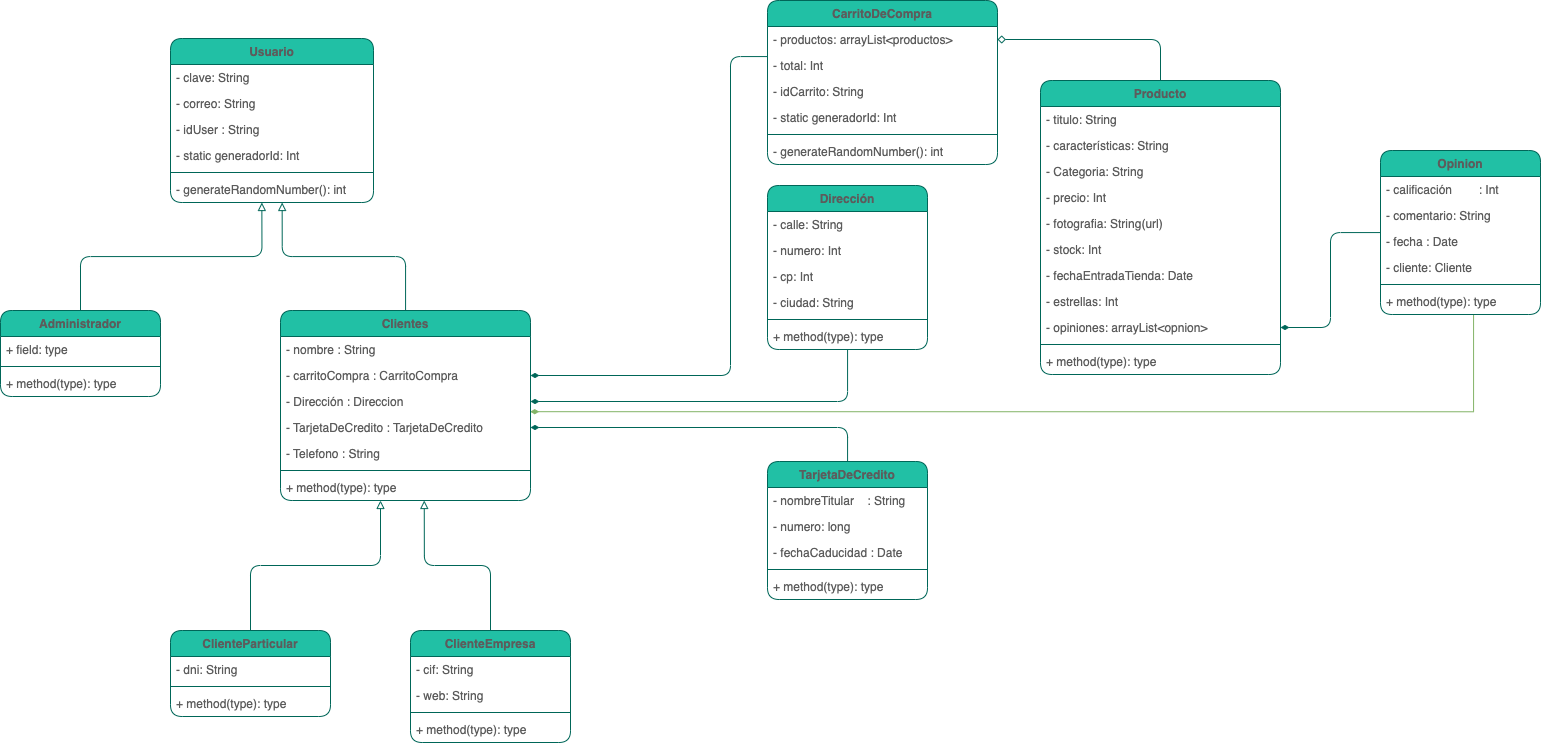 Usuario
- clave: String
- correo: String
- idUser : String
- static generadorId: Int
- generateRandomNumber(): int
CarritoDeCompra
- productos: arrayList<productos>
- total: Int
- idCarrito: String
- static generadorId: Int
- generateRandomNumber(): int
Producto
- titulo: String
- características: String
- Categoria: String
- precio: Int
- fotografia: String(url)
- stock: Int
- fechaEntradaTienda: Date
- estrellas: Int
- opiniones: arrayList<opnion>
+ method(type): type
Opinion
- calificación : Int
- comentario: String
- fecha : Date
- cliente: Cliente
+ method(type): type
Dirección
- calle: String
- numero: Int
- cp: Int
- ciudad: String
+ method(type): type
Administrador
+ field: type
+ method(type): type
Clientes
- nombre : String
- carritoCompra : CarritoCompra
- Dirección : Direccion
- TarjetaDeCredito : TarjetaDeCredito
- Telefono : String
+ method(type): type
TarjetaDeCredito
- nombreTitular : String
- numero: long
- fechaCaducidad : Date
+ method(type): type
ClienteParticular
- dni: String
+ method(type): type
ClienteEmpresa
- cif: String
- web: String
+ method(type): type